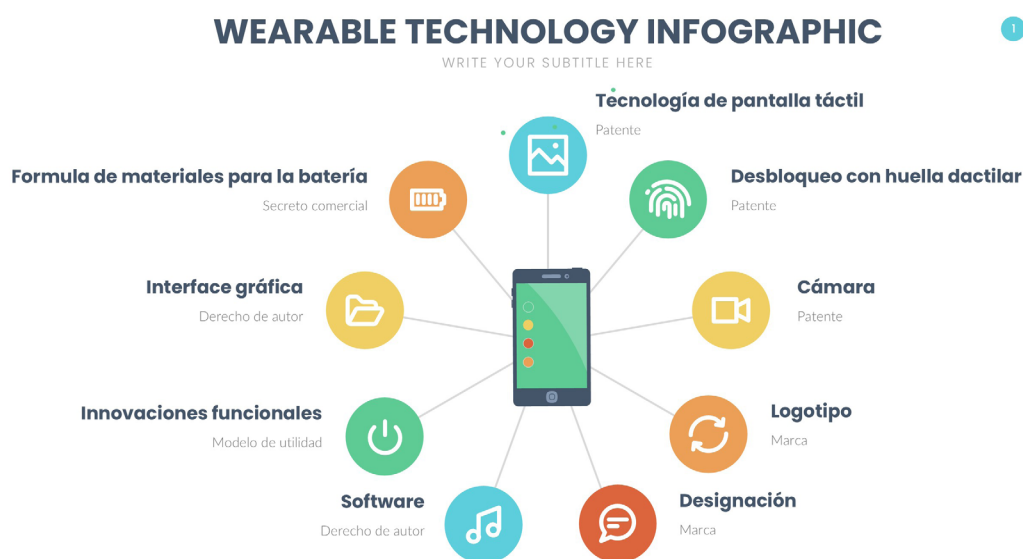 WEARABLE TECHNOLOGY INFOGRAPHIC
1
WRITE YOUR SUBTITLE HERE
Tecnología de pantalla táctil
Patente
Formula de materiales para la batería
Secreto comercial
Desbloqueo con huella dactilar
Patente
Interface gráfica
Derecho de autor
Cámara
Patente
Innovaciones funcionales
Modelo de utilidad
Logotipo
Marca
Software
Derecho de autor
Designación
Marca